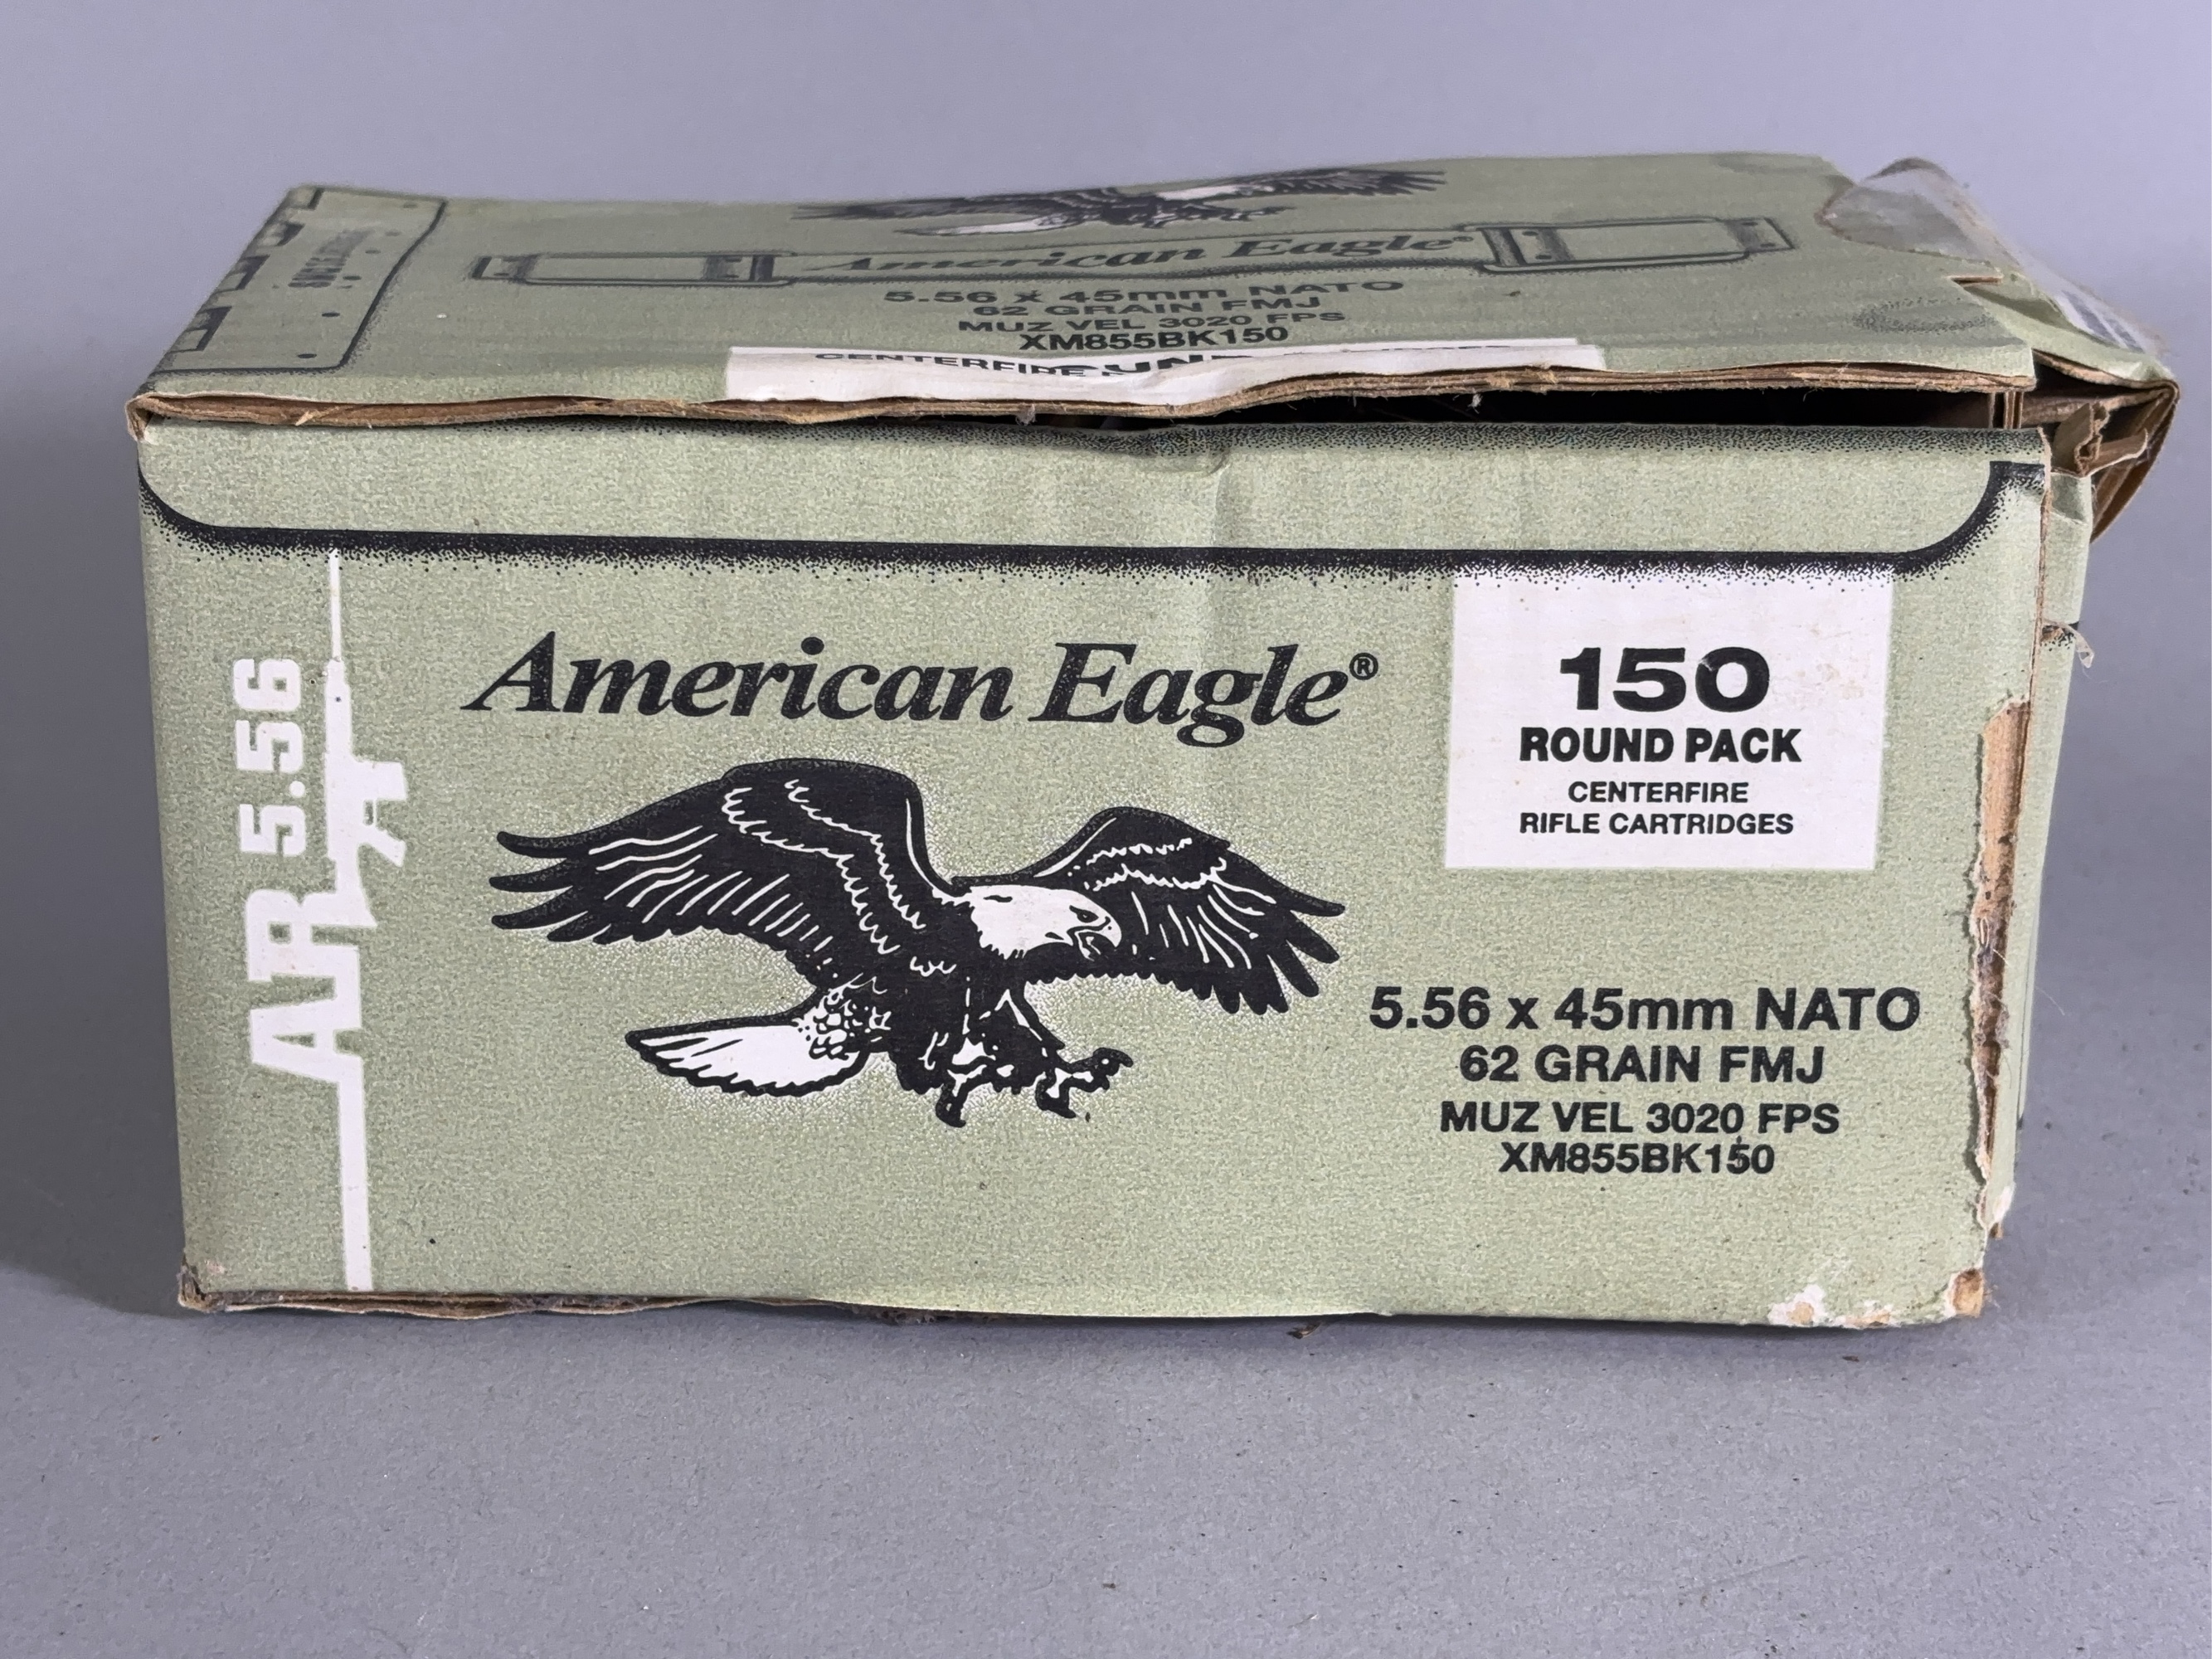 American Eagle®
5.56 x 45mm NATO
62 GRAIN FMJ
MUZ VEL 3020 FPS
XM855BK150
CENTERFIRE
AR 5.56
American Eagle®
150
ROUND PACK
CENTERFIRE
RIFLE CARTRIDGES
5.56 x 45mm NATO
62 GRAIN FMJ
MUZ VEL 3020 FPS
XM855BK150